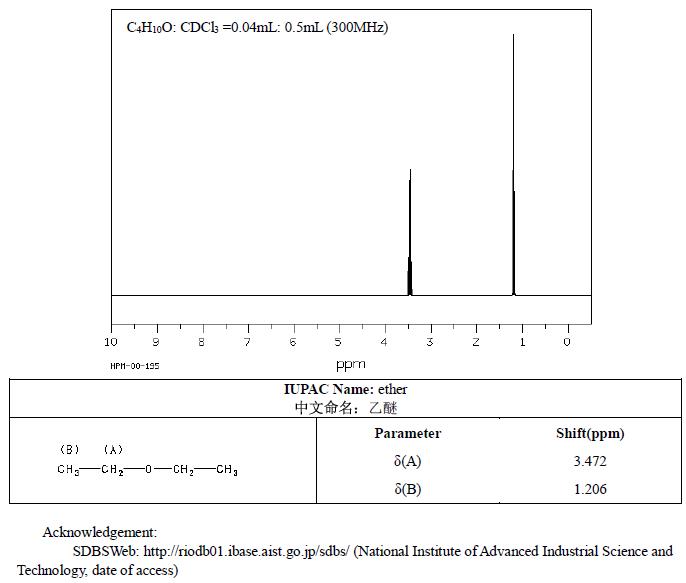 C₄H₁₀O: CDCl₃ =0.04mL: 0.5mL (300MHz)
10 9 8 7 6 5 4 3 2 1 0
HPM-00-195
ppm
IUPAC Name: ether
中文命名：乙醚
Parameter Shift(ppm)
(B) (A)
CH₃—CH₂—O—CH₂—CH₃
δ(A) 3.472
δ(B) 1.206
Acknowledgement:
SDBSWeb: http://riodb01.ibase.aist.go.jp/sdbs/ (National Institute of Advanced Industrial Science and
Technology, date of access)